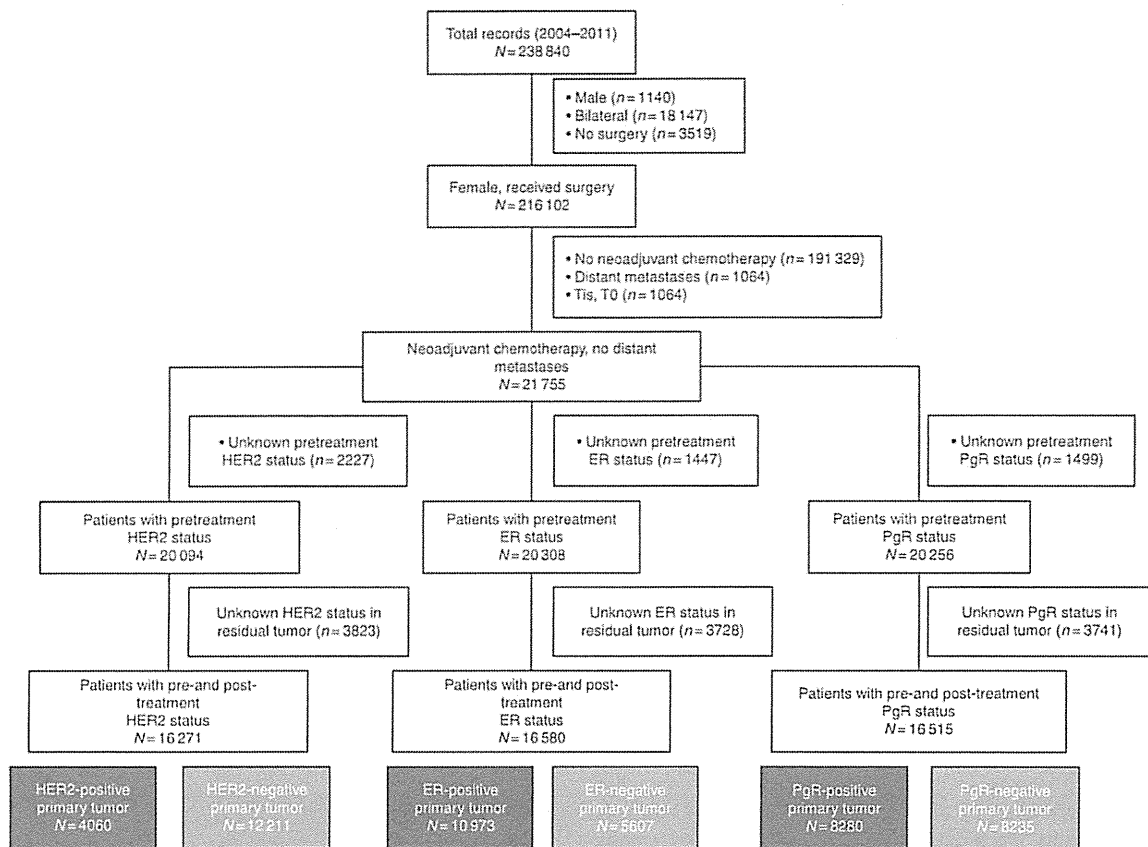 Total records (2004–2011)
N=238 840
• Male (n=1140)
• Bilateral (n=18 147)
• No surgery (n=3519)
Female, received surgery
N=216 102
• No neoadjuvant chemotherapy (n=191 329)
• Distant metastases (n=1064)
• Tis, T0 (n=1064)
Neoadjuvant chemotherapy, no distant
metastases
N=21 755
• Unknown pretreatment
HER2 status (n=2227)
• Unknown pretreatment
ER status (n=1447)
• Unknown pretreatment
PgR status (n=1499)
Patients with pretreatment
HER2 status
N=20 094
Patients with pretreatment
ER status
N=20 308
Patients with pretreatment
PgR status
N=20 256
Unknown HER2 status in
residual tumor (n=3823)
Unknown ER status in
residual tumor (n=3728)
Unknown PgR status in
residual tumor (n=3741)
Patients with pre-and post-
treatment
HER2 status
N=16 271
Patients with pre-and post-
treatment
ER status
N=16 580
Patients with pre-and post-treatment
PgR status
N=16 515
HER2-positive
primary tumor
N=4060
HER2-negative
primary tumor
N=12 211
ER-positive
primary tumor
N=10 973
ER-negative
primary tumor
N=5607
PgR-positive
primary tumor
N=8280
PgR-negative
primary tumor
N=8235